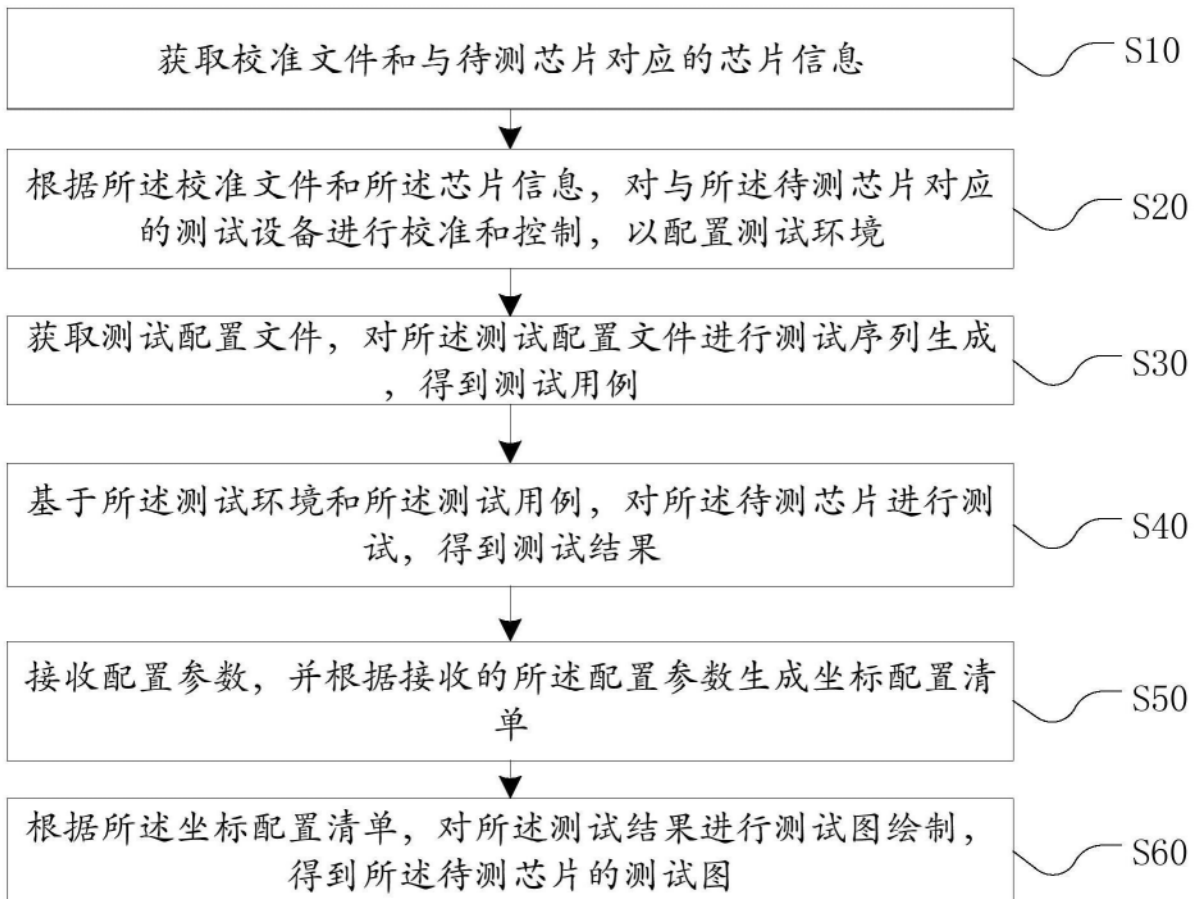 获取校准文件和与待测芯片对应的芯片信息
S10
根据所述校准文件和所述芯片信息，对与所述待测芯片对应
的测试设备进行校准和控制，以配置测试环境
S20
获取测试配置文件，对所述测试配置文件进行测试序列生成
，得到测试用例
S30
基于所述测试环境和所述测试用例，对所述待测芯片进行测
试，得到测试结果
S40
接收配置参数，并根据接收的所述配置参数生成坐标配置清
单
S50
根据所述坐标配置清单，对所述测试结果进行测试图绘制，
得到所述待测芯片的测试图
S60